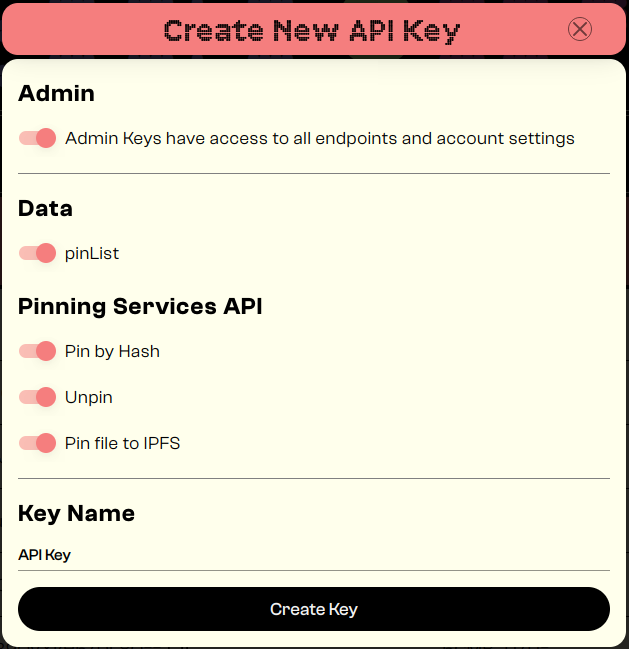 Create New API Key
Admin
Admin Keys have access to all endpoints and account settings
Data
pinList
Pinning Services API
Pin by Hash
Unpin
Pin file to IPFS
Key Name
API Key
Create Key